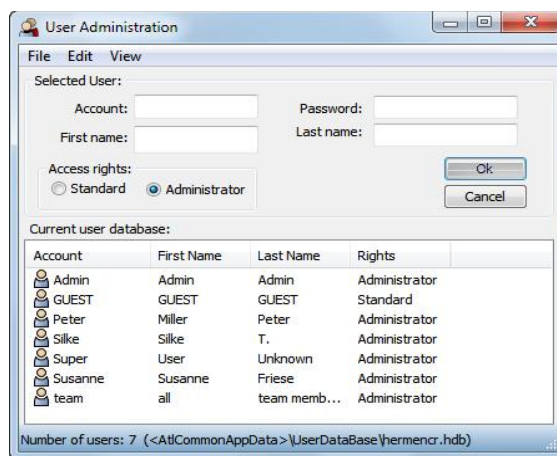 User Administration
File Edit View
Selected User:
Account: Password:
First name: Last name:
Access rights:
Standard Administrator
Ok
Cancel
Current user database:
Account First Name Last Name Rights
Admin Admin Admin Administrator
GUEST GUEST GUEST Standard
Peter Miller Peter Administrator
Silke Silke T. Administrator
Super User Unknown Administrator
Susanne Susanne Friese Administrator
team all team memb... Administrator
Number of users: 7 (<AtlCommonAppData>\UserDataBase\hermencr.hdb)